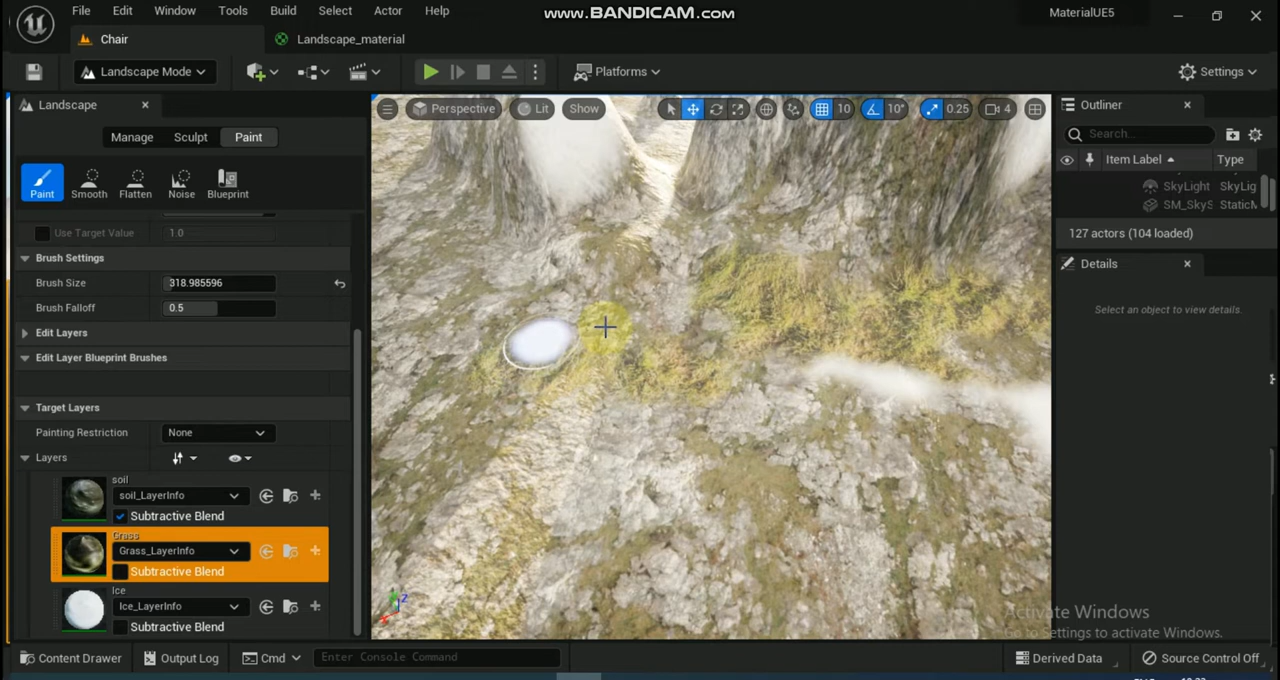 File Edit Window Tools Build Select Actor Help
www.BANDICAM.com
MaterialUE5
Chair
Landscape_material
Landscape Mode
Platforms
Settings
Landscape
Manage Sculpt Paint
Paint Smooth Flatten Noise Blueprint
Use Target Value 1.0
Brush Settings
Brush Size 318.985596
Brush Falloff 0.5
Edit Layers
Edit Layer Blueprint Brushes
Target Layers
Painting Restriction None
Layers
soil
soil_LayerInfo
Subtractive Blend
Grass
Grass_LayerInfo
Subtractive Blend
Ice
Ice_LayerInfo
Subtractive Blend
Perspective Lit Show 10 10° 0.25 4
Z
Outliner
Search...
Item Label Type
SkyLight SkyLig
SM_SkyS StaticM
127 actors (104 loaded)
Details
Select an object to view details.
Activate Windows
Go to Settings to activate Windows.
Content Drawer Output Log Cmd Enter Console Command Derived Data Source Control Off